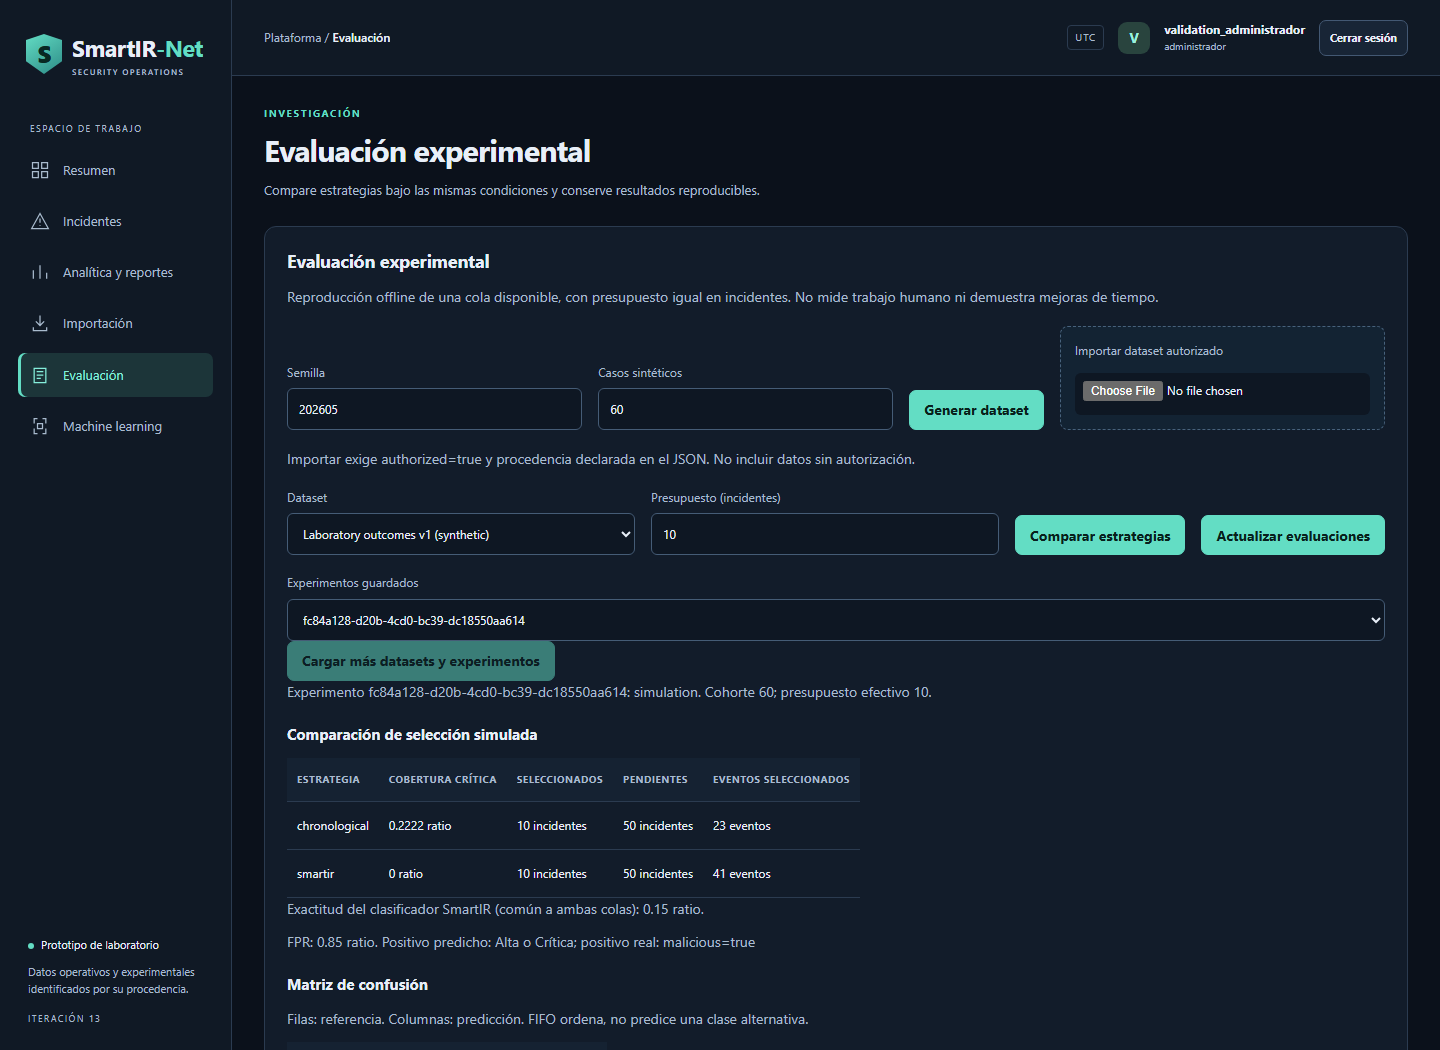 S
SmartIR-Net
SECURITY OPERATIONS
ESPACIO DE TRABAJO
Resumen
Incidentes
Analítica y reportes
Importación
Evaluación
Machine learning
Prototipo de laboratorio
Datos operativos y experimentales
identificados por su procedencia.
ITERACIÓN 13
Plataforma / Evaluación
UTC
V
validation_administrador
administrador
Cerrar sesión
INVESTIGACIÓN
Evaluación experimental
Compare estrategias bajo las mismas condiciones y conserve resultados reproducibles.
Evaluación experimental
Reproducción offline de una cola disponible, con presupuesto igual en incidentes. No mide trabajo humano ni demuestra mejoras de tiempo.
Semilla
202605
Casos sintéticos
60
Generar dataset
Importar dataset autorizado
Choose File No file chosen
Importar exige authorized=true y procedencia declarada en el JSON. No incluir datos sin autorización.
Dataset
Laboratory outcomes v1 (synthetic)
Presupuesto (incidentes)
10
Comparar estrategias
Actualizar evaluaciones
Experimentos guardados
fc84a128-d20b-4cd0-bc39-dc18550aa614
Cargar más datasets y experimentos
Experimento fc84a128-d20b-4cd0-bc39-dc18550aa614: simulation. Cohorte 60; presupuesto efectivo 10.
Comparación de selección simulada
ESTRATEGIA COBERTURA CRÍTICA SELECCIONADOS PENDIENTES EVENTOS SELECCIONADOS
chronological 0.2222 ratio 10 incidentes 50 incidentes 23 eventos
smartir 0 ratio 10 incidentes 50 incidentes 41 eventos
Exactitud del clasificador SmartIR (común a ambas colas): 0.15 ratio.
FPR: 0.85 ratio. Positivo predicho: Alta o Crítica; positivo real: malicious=true
Matriz de confusión
Filas: referencia. Columnas: predicción. FIFO ordena, no predice una clase alternativa.